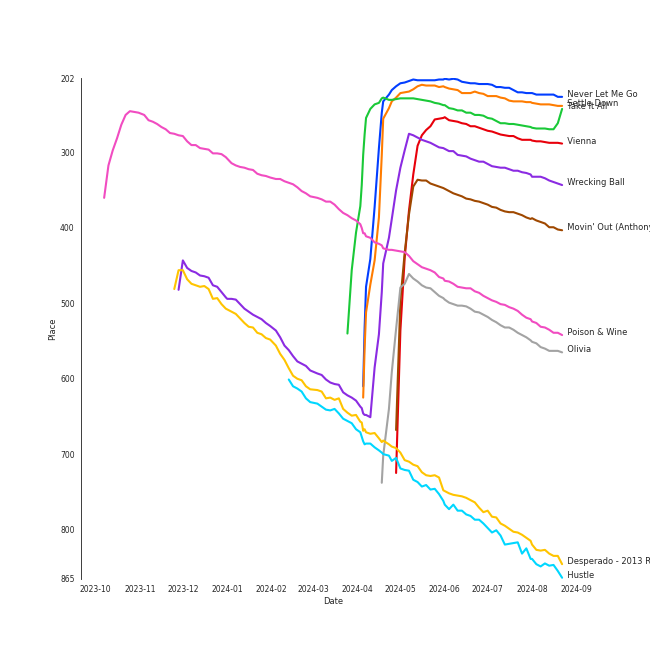 202
300
400
500
600
700
800
865
Place
2023-10
2023-11
2023-12
2024-01
2024-02
2024-03
2024-04
2024-05
2024-06
2024-07
2024-08
2024-09
Date
Never Let Me Go
Settle Down
Take It All
Vienna
Wrecking Ball
Movin' Out (Anthony
Poison & Wine
Olivia
Desperado - 2013 R
Hustle